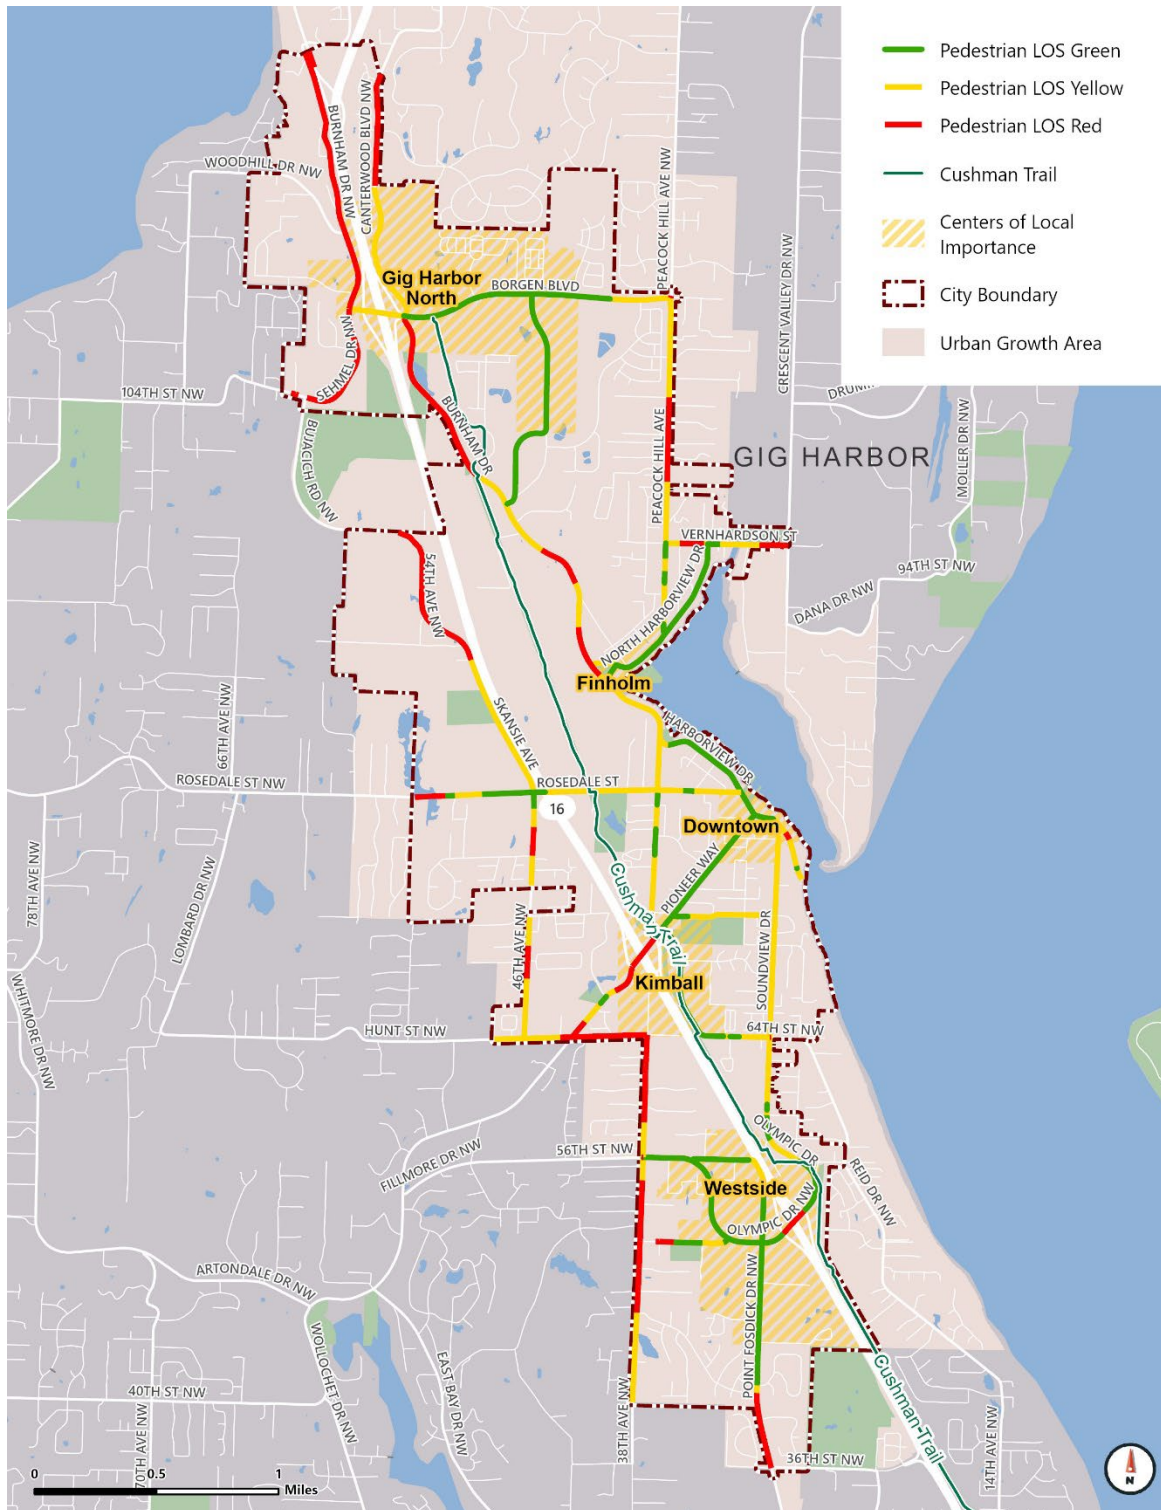 Pedestrian LOS Green
Pedestrian LOS Yellow
Pedestrian LOS Red
Cushman Trail
Centers of Local
Importance
City Boundary
Urban Growth Area
BURNHAM DR NW
CANTERWOOD BLVD NW
WOODHILL DR NW
PEACOCK HILL AVE NW
CRESCENT VALLEY DR NW
Gig Harbor
North
BORGEN BLVD
SEHMEL DR NW
104TH ST NW
BUJACICH RD NW
BURNHAM DR
PEACOCK HILL AVE
MOLLER DR NW
GIG HARBOR
VERNHARDSON ST
94TH ST NW
DANA DR NW
54TH AVE NW
NORTH HARBORVIEW DR
Finholm
66TH AVE NW
SKANSIE AVE
HARBORVIEW DR
ROSEDALE ST NW
ROSEDALE ST
16
Downtown
78TH AVE NW
LOMBARD DR NW
PIONEER WAY
Cushman Trail
46TH AVE NW
SOUNDVIEW DR
Kimball
WHITMORE DR NW
HUNT ST NW
64TH ST NW
OLYMPIC DR
56TH ST NW
FILLMORE DR NW
REID DR NW
Westside
OLYMPIC DR NW
ARTONDALE DR NW
POINT FOSDICK DR NW
WOLLOCHET DR NW
EAST BAY DR NW
Cushman Trail
40TH ST NW
70TH AVE NW
38TH AVE NW
36TH ST NW
14TH AVE NW
0 0.5 1
Miles
N